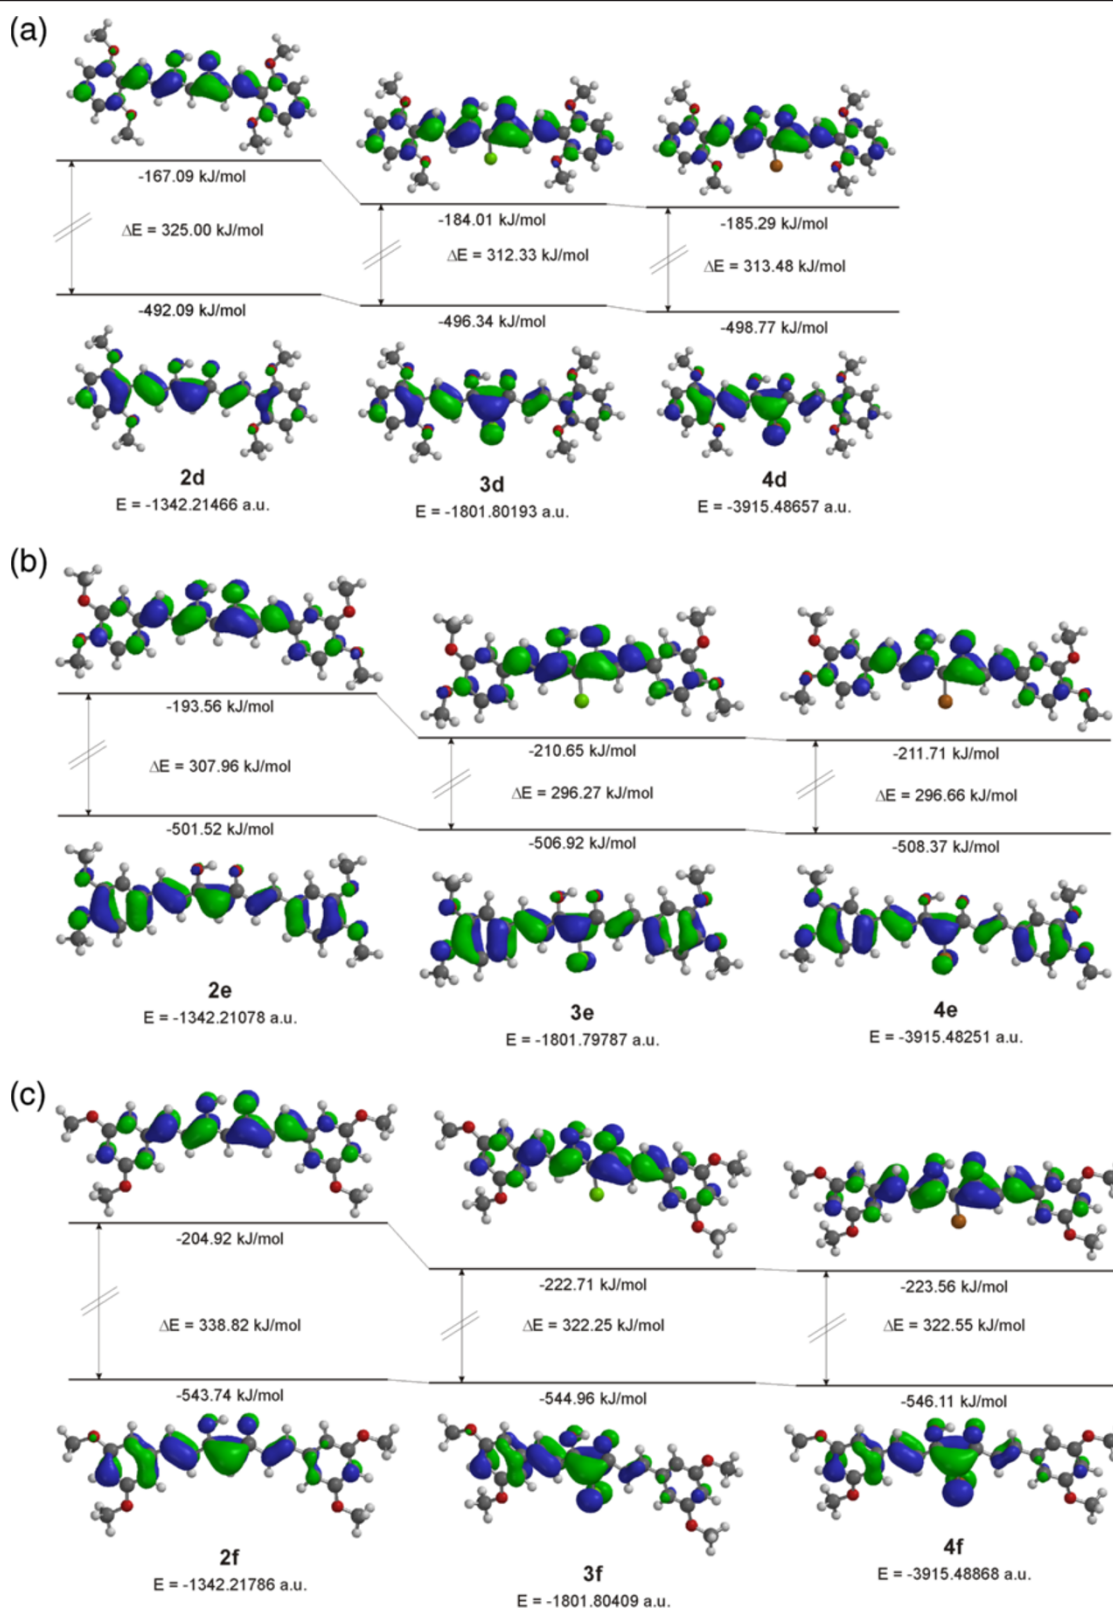 (a)
-167.09 kJ/mol
ΔE = 325.00 kJ/mol
-492.09 kJ/mol
2d
E = -1342.21466 a.u.
-184.01 kJ/mol
ΔE = 312.33 kJ/mol
-496.34 kJ/mol
3d
E = -1801.80193 a.u.
-185.29 kJ/mol
ΔE = 313.48 kJ/mol
-498.77 kJ/mol
4d
E = -3915.48657 a.u.
(b)
-193.56 kJ/mol
ΔE = 307.96 kJ/mol
-501.52 kJ/mol
2e
E = -1342.21078 a.u.
-210.65 kJ/mol
ΔE = 296.27 kJ/mol
-506.92 kJ/mol
3e
E = -1801.79787 a.u.
-211.71 kJ/mol
ΔE = 296.66 kJ/mol
-508.37 kJ/mol
4e
E = -3915.48251 a.u.
(c)
-204.92 kJ/mol
ΔE = 338.82 kJ/mol
-543.74 kJ/mol
2f
E = -1342.21786 a.u.
-222.71 kJ/mol
ΔE = 322.25 kJ/mol
-544.96 kJ/mol
3f
E = -1801.80409 a.u.
-223.56 kJ/mol
ΔE = 322.55 kJ/mol
-546.11 kJ/mol
4f
E = -3915.48868 a.u.